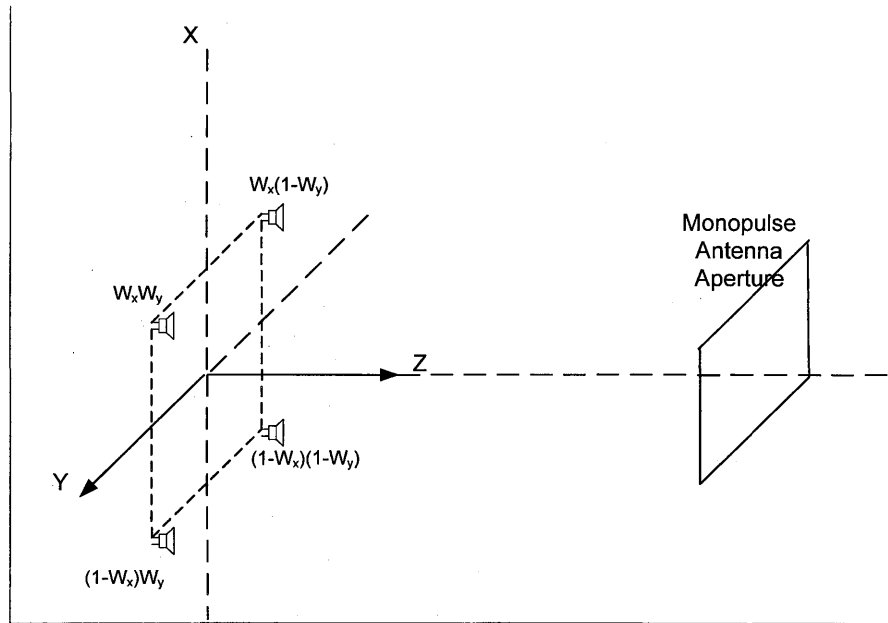 X
Wx(1-Wy)
Monopulse
Antenna
Aperture
WxWy
Z
(1-Wx)(1-Wy)
Y
(1-Wx)Wy